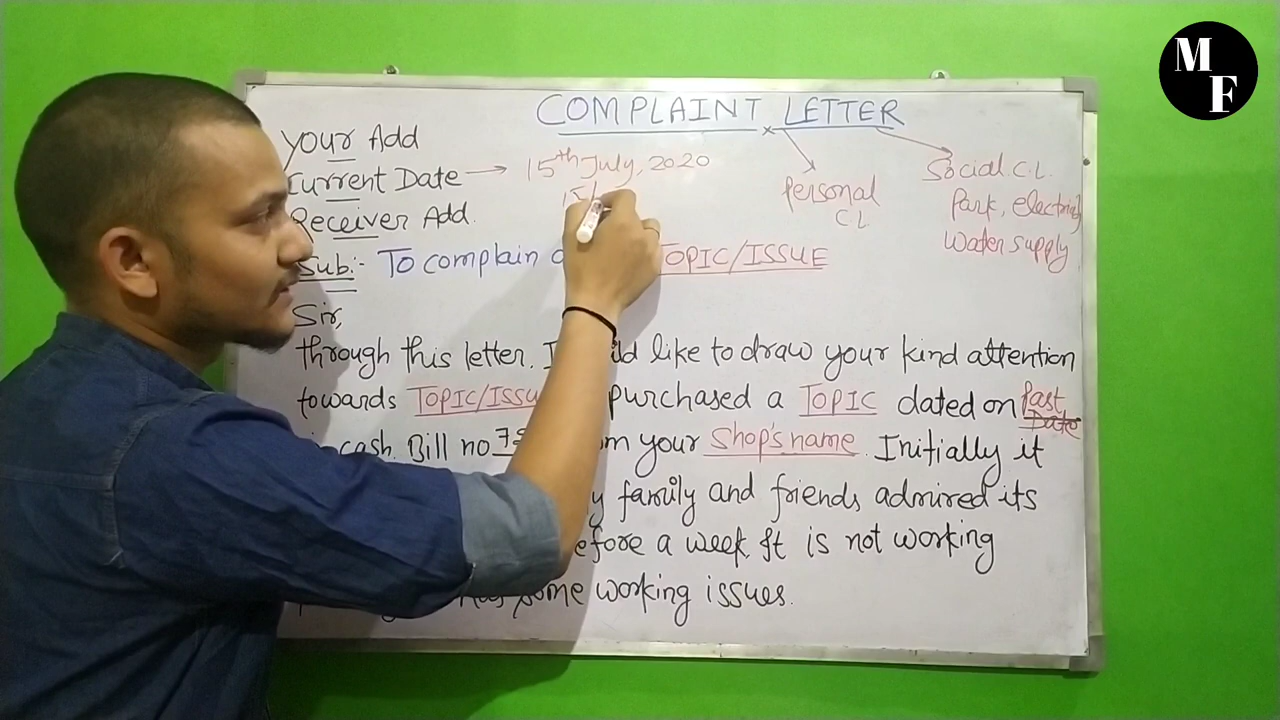 M
F
COMPLAINT LETTER
Your Add
Current Date → 15th July, 2020
15/
Receiver Add.
Personal
C L
Social C.L.
Park, electricity
Water supply
Sub:- To complain TOPIC/ISSUE
Sir,
through this letter. I like to draw your kind attention
towards TOPIC/ISSU purchased a TOPIC dated on Past Date
cash. Bill no your Shop's name. Initially it
family and friends admired its
a week. It is not working
some working issues.